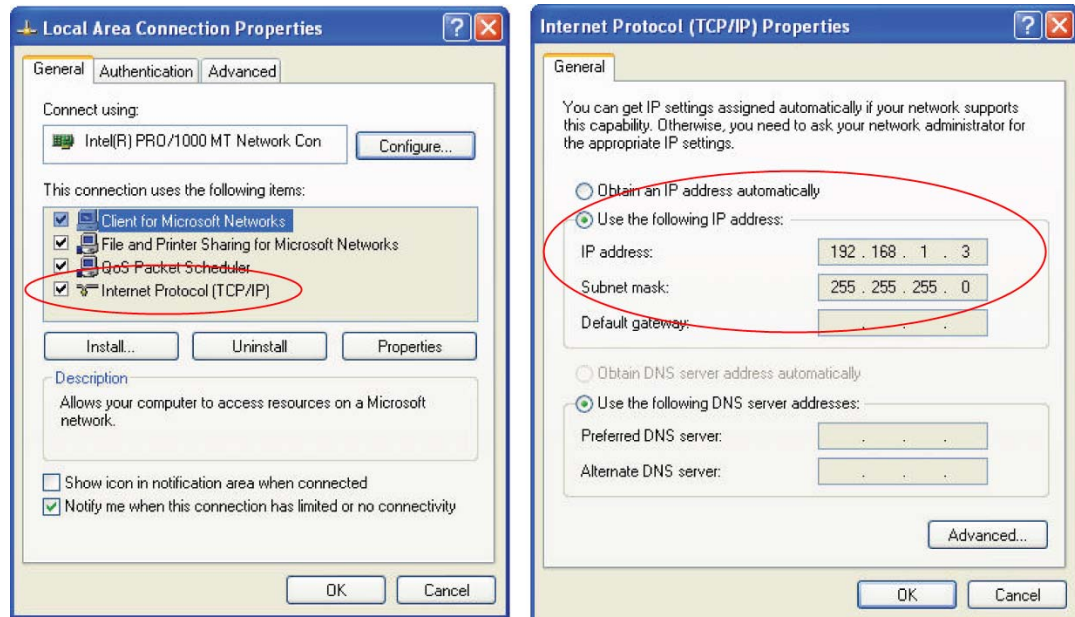 Local Area Connection Properties
General Authentication Advanced
Connect using:
Intel(R) PRO/1000 MT Network Con
Configure...
This connection uses the following items:
Client for Microsoft Networks
File and Printer Sharing for Microsoft Networks
QoS Packet Scheduler
Internet Protocol (TCP/IP)
Install... Uninstall Properties
Description
Allows your computer to access resources on a Microsoft
network.
Show icon in notification area when connected
Notify me when this connection has limited or no connectivity
OK Cancel
Internet Protocol (TCP/IP) Properties
General
You can get IP settings assigned automatically if your network supports
this capability. Otherwise, you need to ask your network administrator for
the appropriate IP settings.
Obtain an IP address automatically
Use the following IP address:
IP address: 192 . 168 . 1 . 3
Subnet mask: 255 . 255 . 255 . 0
Default gateway: . . .
Obtain DNS server address automatically
Use the following DNS server addresses:
Preferred DNS server: . . .
Alternate DNS server: . . .
Advanced...
OK Cancel